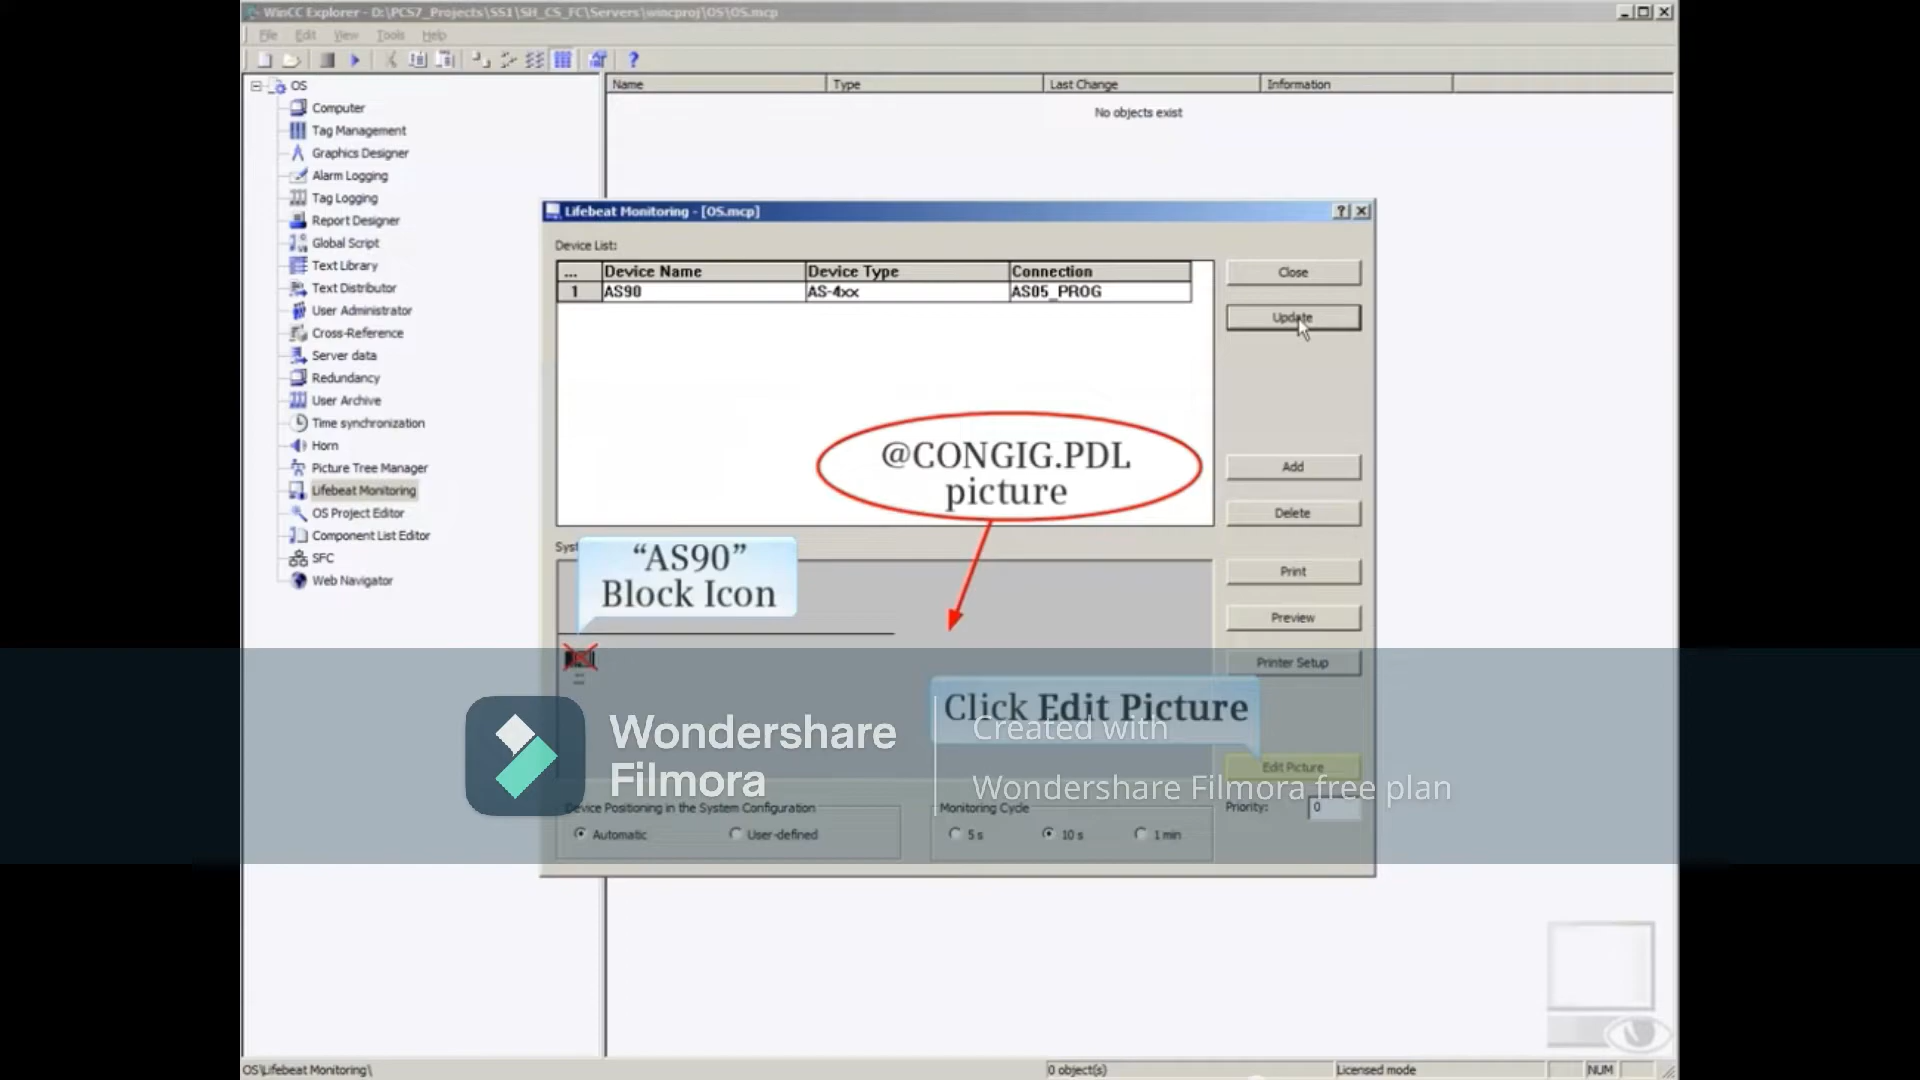 WinCC Explorer - D:\PCS7_Projects\SS1\SH_CS_FC\Servers\wincproj\OS\OS.mcp
File Edit View Tools Help
OS
Computer
Tag Management
Graphics Designer
Alarm Logging
Tag Logging
Report Designer
Global Script
Text Library
Text Distributor
User Administrator
Cross-Reference
Server data
Redundancy
User Archive
Time synchronization
Horn
Picture Tree Manager
Lifebeat Monitoring
OS Project Editor
Component List Editor
SFC
Web Navigator
Name Type Last Change Information
No objects exist
Lifebeat Monitoring - [OS.mcp]
Device List:
... Device Name Device Type Connection
1 AS90 AS-4xx AS05_PROG
Close
Update
Add
Delete
Print
Preview
Printer Setup
Edit Picture
Priority: 0
@CONGIG.PDL
picture
Syst
“AS90”
Block Icon
Click Edit Picture
Wondershare
Filmora
Created with
Wondershare Filmora free plan
Device Positioning in the System Configuration
Automatic User-defined
Monitoring Cycle
5 s 10 s 1 min
OS\Lifebeat Monitoring\
0 object(s)
Licensed mode
NUM